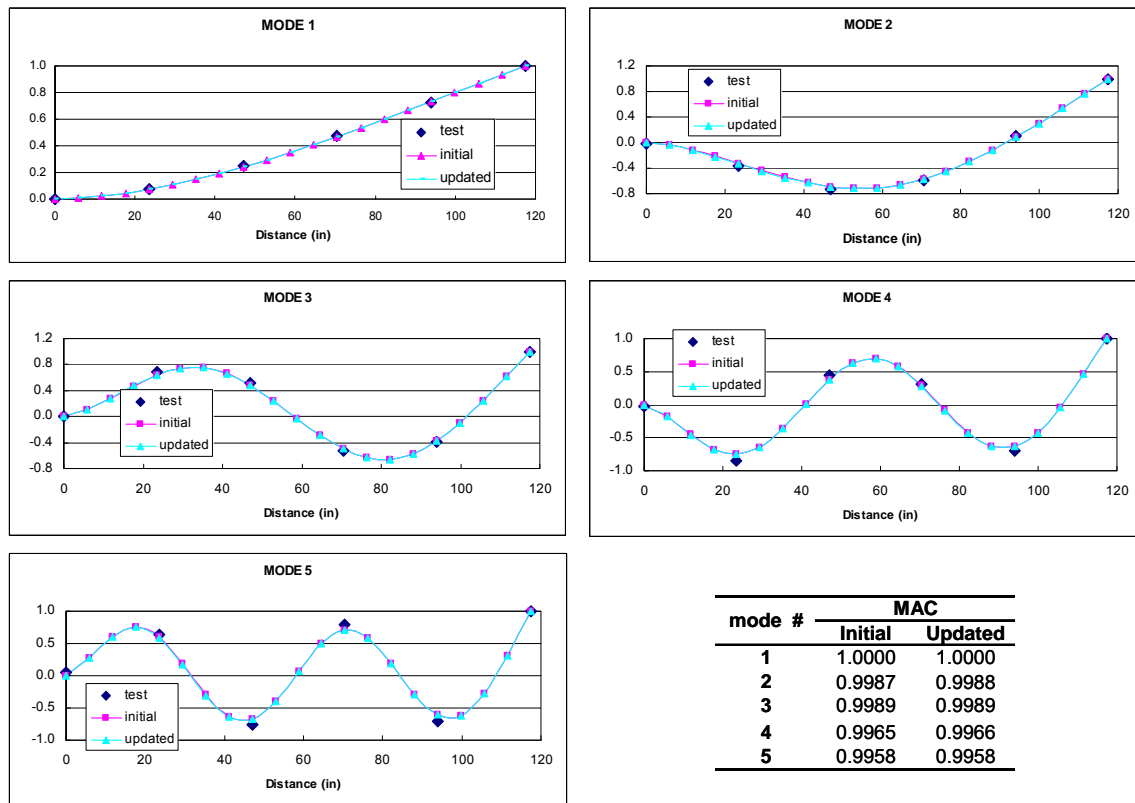 MODE 1
1.0
0.8
0.6
0.4
0.2
0.0
0 20 40 60 80 100 120
Distance (in)
test
initial
updated
MODE 2
1.2
0.8
0.4
0.0
-0.4
-0.8
0 20 40 60 80 100 120
Distance (in)
test
initial
updated
MODE 3
1.2
0.8
0.4
0.0
-0.4
-0.8
0 20 40 60 80 100 120
Distance (in)
test
initial
updated
MODE 4
1.0
0.5
0.0
-0.5
-1.0
0 20 40 60 80 100 120
Distance (in)
test
initial
updated
MODE 5
1.0
0.5
0.0
-0.5
-1.0
0 20 40 60 80 100 120
Distance (in)
test
initial
updated
mode # MAC
Initial Updated
1 1.0000 1.0000
2 0.9987 0.9988
3 0.9989 0.9989
4 0.9965 0.9966
5 0.9958 0.9958